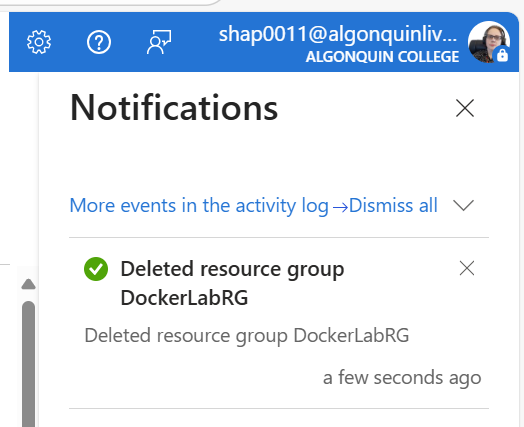 shap0011@algonquinliv...
ALGONQUIN COLLEGE
Notifications
More events in the activity log →Dismiss all
Deleted resource group
DockerLabRG
Deleted resource group DockerLabRG
a few seconds ago